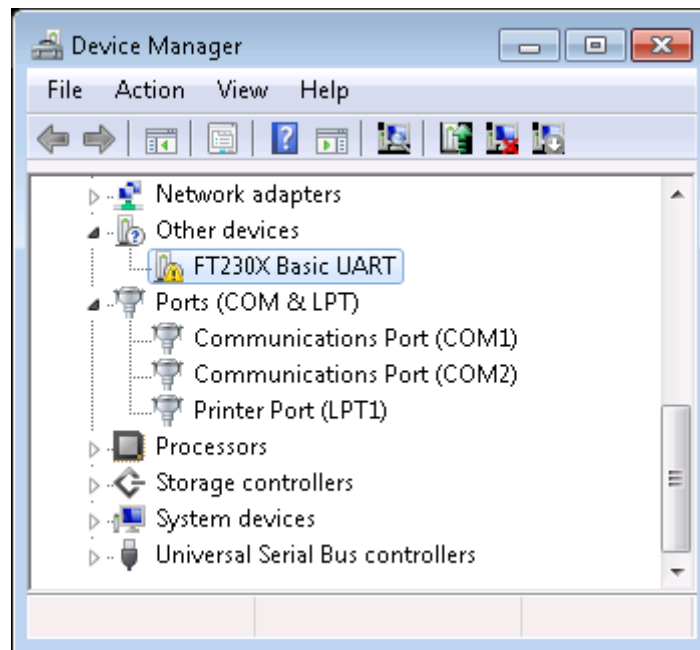 Device Manager
File Action View Help
Network adapters
Other devices
FT230X Basic UART
Ports (COM & LPT)
Communications Port (COM1)
Communications Port (COM2)
Printer Port (LPT1)
Processors
Storage controllers
System devices
Universal Serial Bus controllers